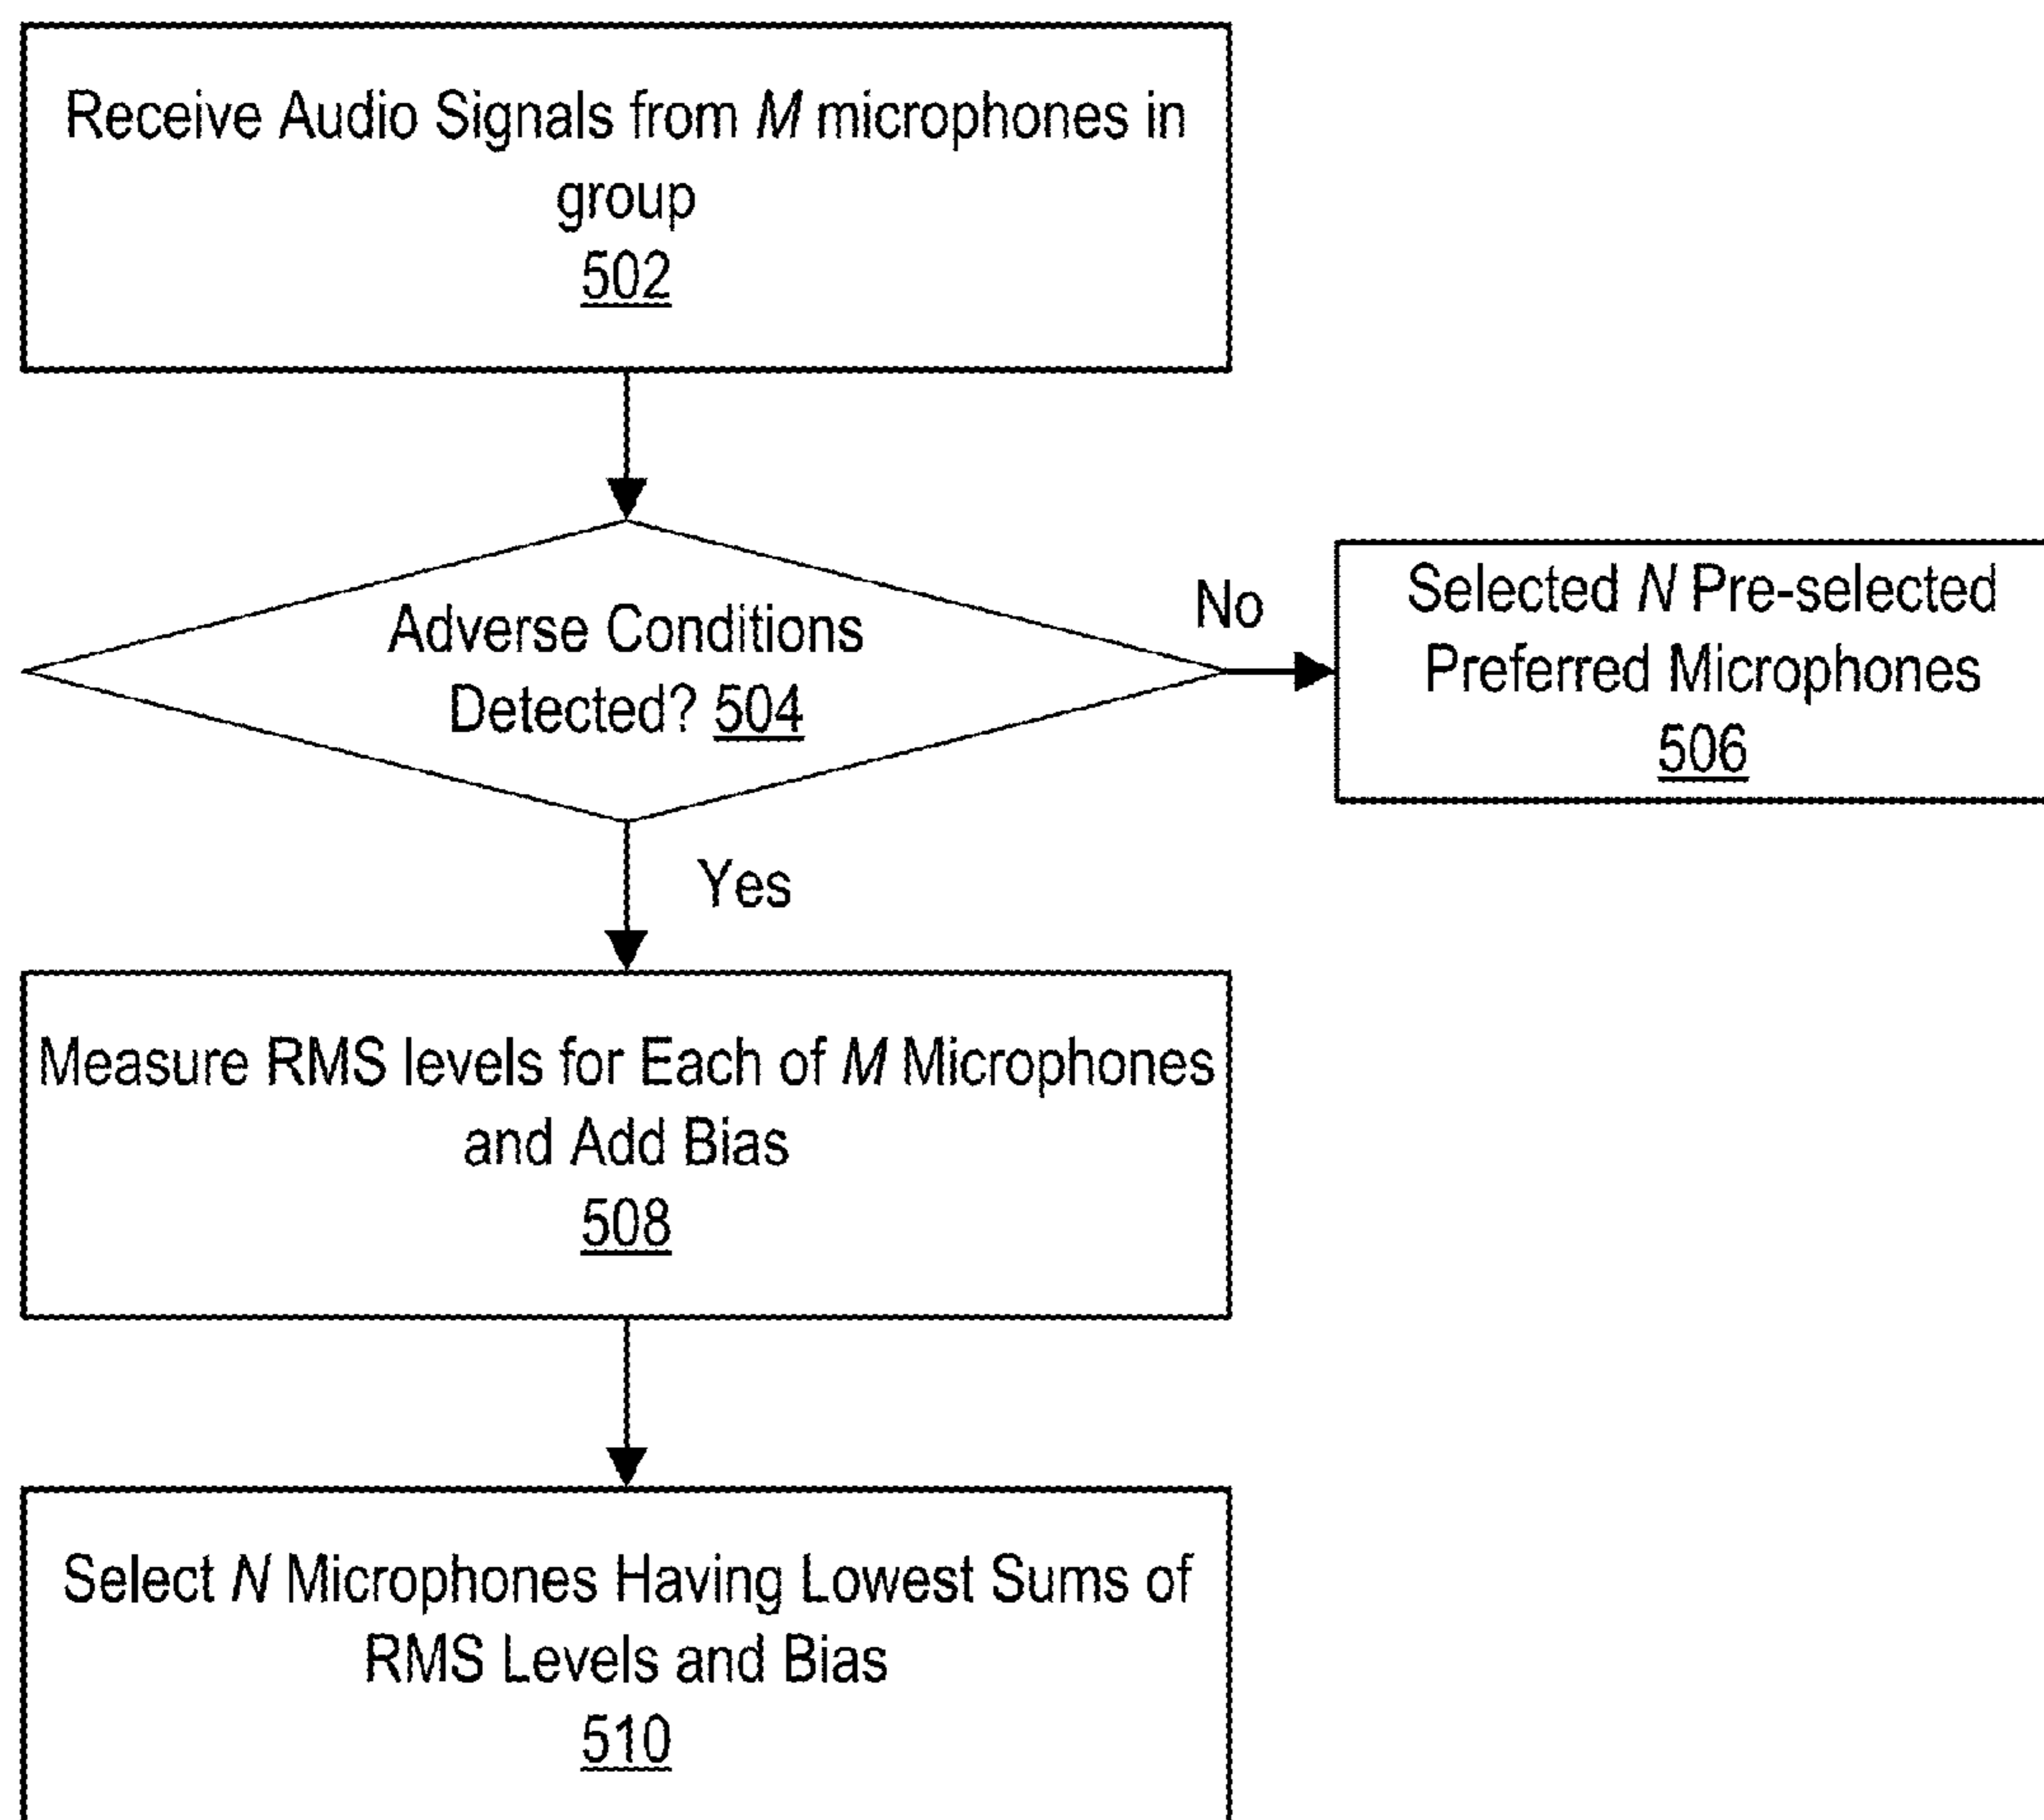 Receive Audio Signals from M microphones in
group
502
Adverse Conditions
Detected? 504
No
Selected N Pre-selected
Preferred Microphones
506
Yes
Measure RMS levels for Each of M Microphones
and Add Bias
508
Select N Microphones Having Lowest Sums of
RMS Levels and Bias
510